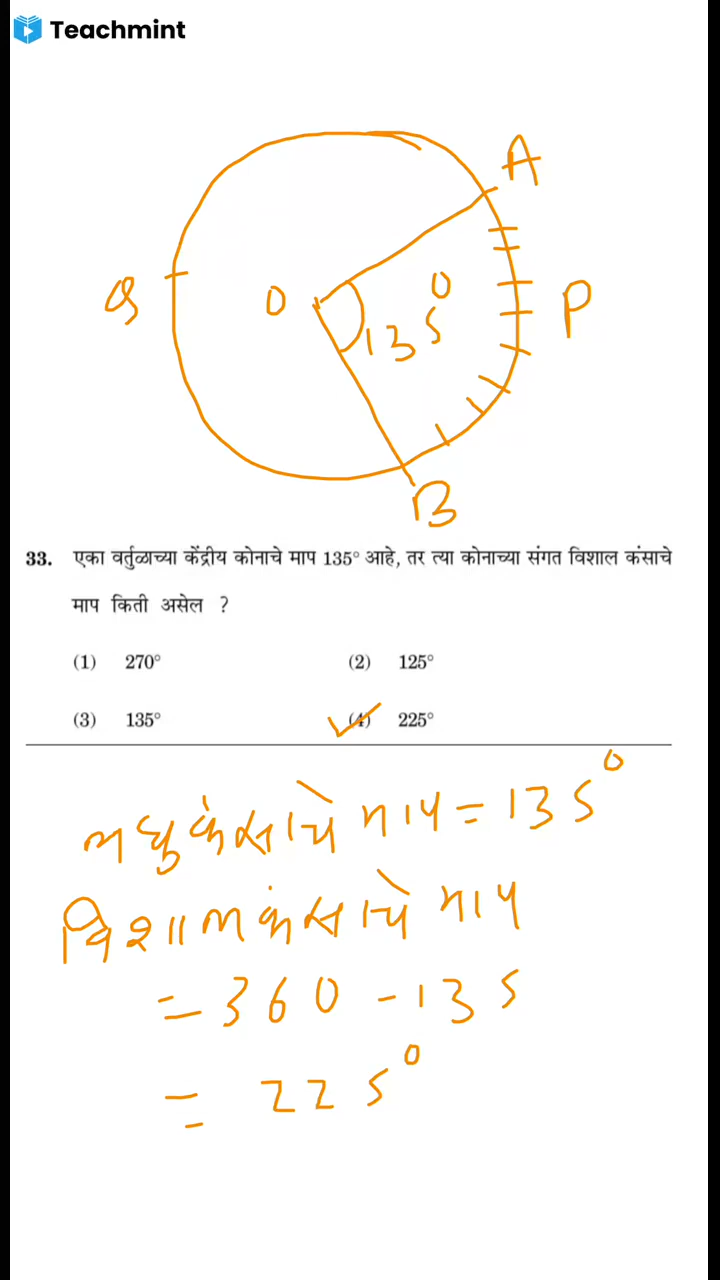 Teachmint
A
Q
O
135°
P
B
33. एका वर्तुळाच्या केंद्रीय कोनाचे माप 135° आहे, तर त्या कोनाच्या संगत विशाल कंसाचे
माप किती असेल ?
(1) 270° (2) 125°
(3) 135° (4) 225°
लघुकंसाचे माप = 135°
विशालकंसाचे माप
= 360 - 135
= 225°